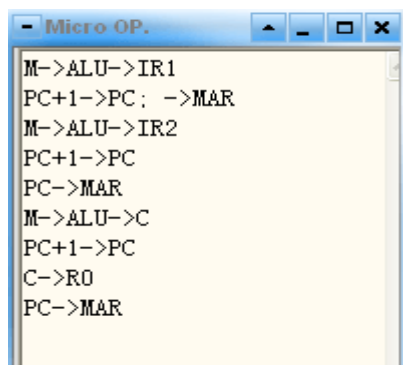 Micro OP.
M->ALU->IR1
PC+1->PC; ->MAR
M->ALU->IR2
PC+1->PC
PC->MAR
M->ALU->C
PC+1->PC
C->R0
PC->MAR